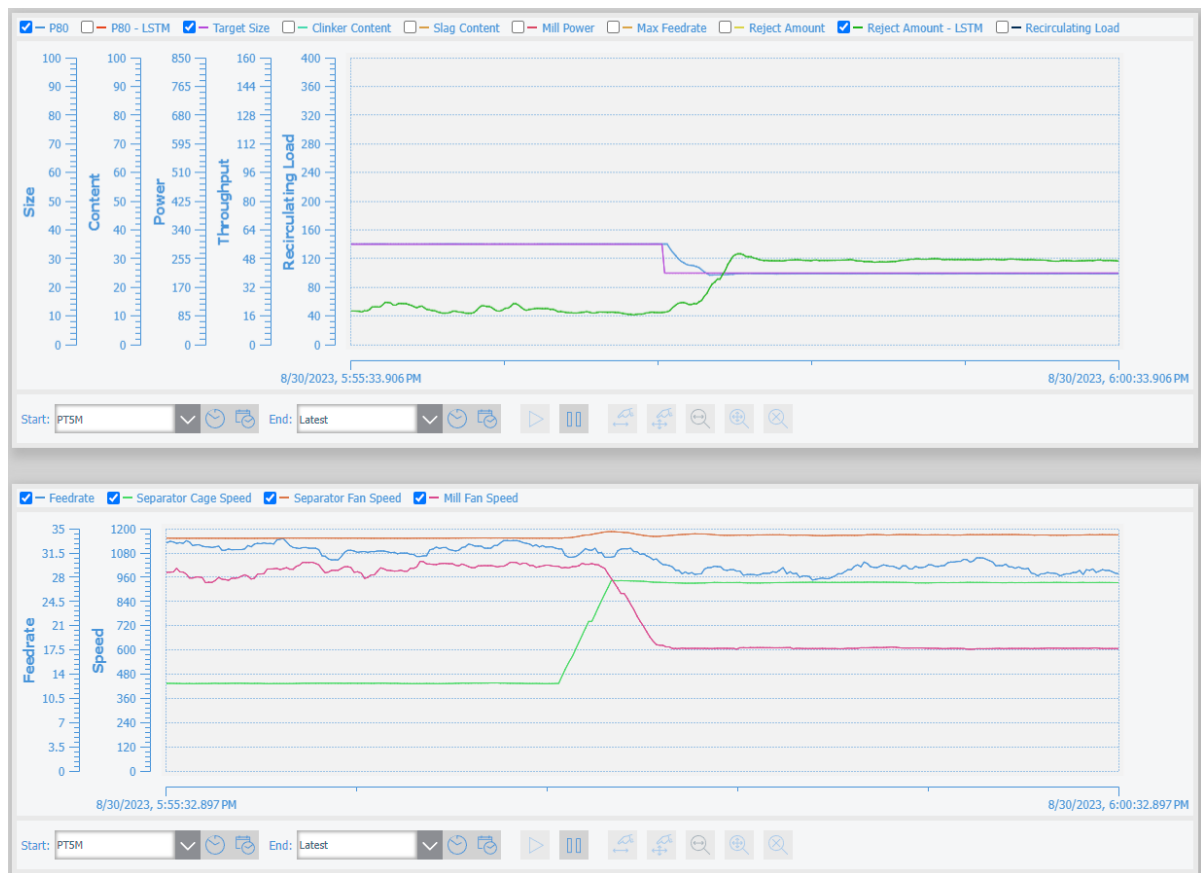 P80 P80 - LSTM Target Size Clinker Content Slag Content Mill Power Max Feedrate Reject Amount Reject Amount - LSTM Recirculating Load
100 100 850 160 400
90 90 765 144 360
80 80 680 128 320
70 70 595 112 280
60 60 510 96 240
50 50 425 80 200
40 40 340 64 160
30 30 255 48 120
20 20 170 32 80
10 10 85 16 40
0 0 0 0 0
Size
Content
Power
Throughput
Recirculating Load
8/30/2023, 5:55:33.906 PM 8/30/2023, 6:00:33.906 PM
Start: PT5M End: Latest
Feedrate Separator Cage Speed Separator Fan Speed Mill Fan Speed
35 1200
31.5 1080
28 960
24.5 840
21 720
17.5 600
14 480
10.5 360
7 240
3.5 120
0 0
Feedrate
Speed
8/30/2023, 5:55:32.897 PM 8/30/2023, 6:00:32.897 PM
Start: PT5M End: Latest